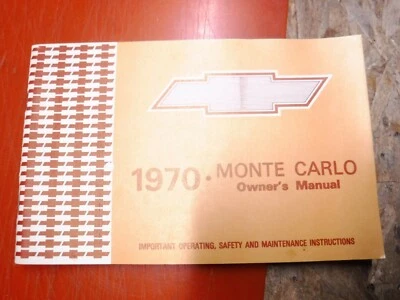 1970 • MONTE CARLO
Owner's Manual
IMPORTANT OPERATING, SAFETY AND MAINTENANCE INSTRUCTIONS